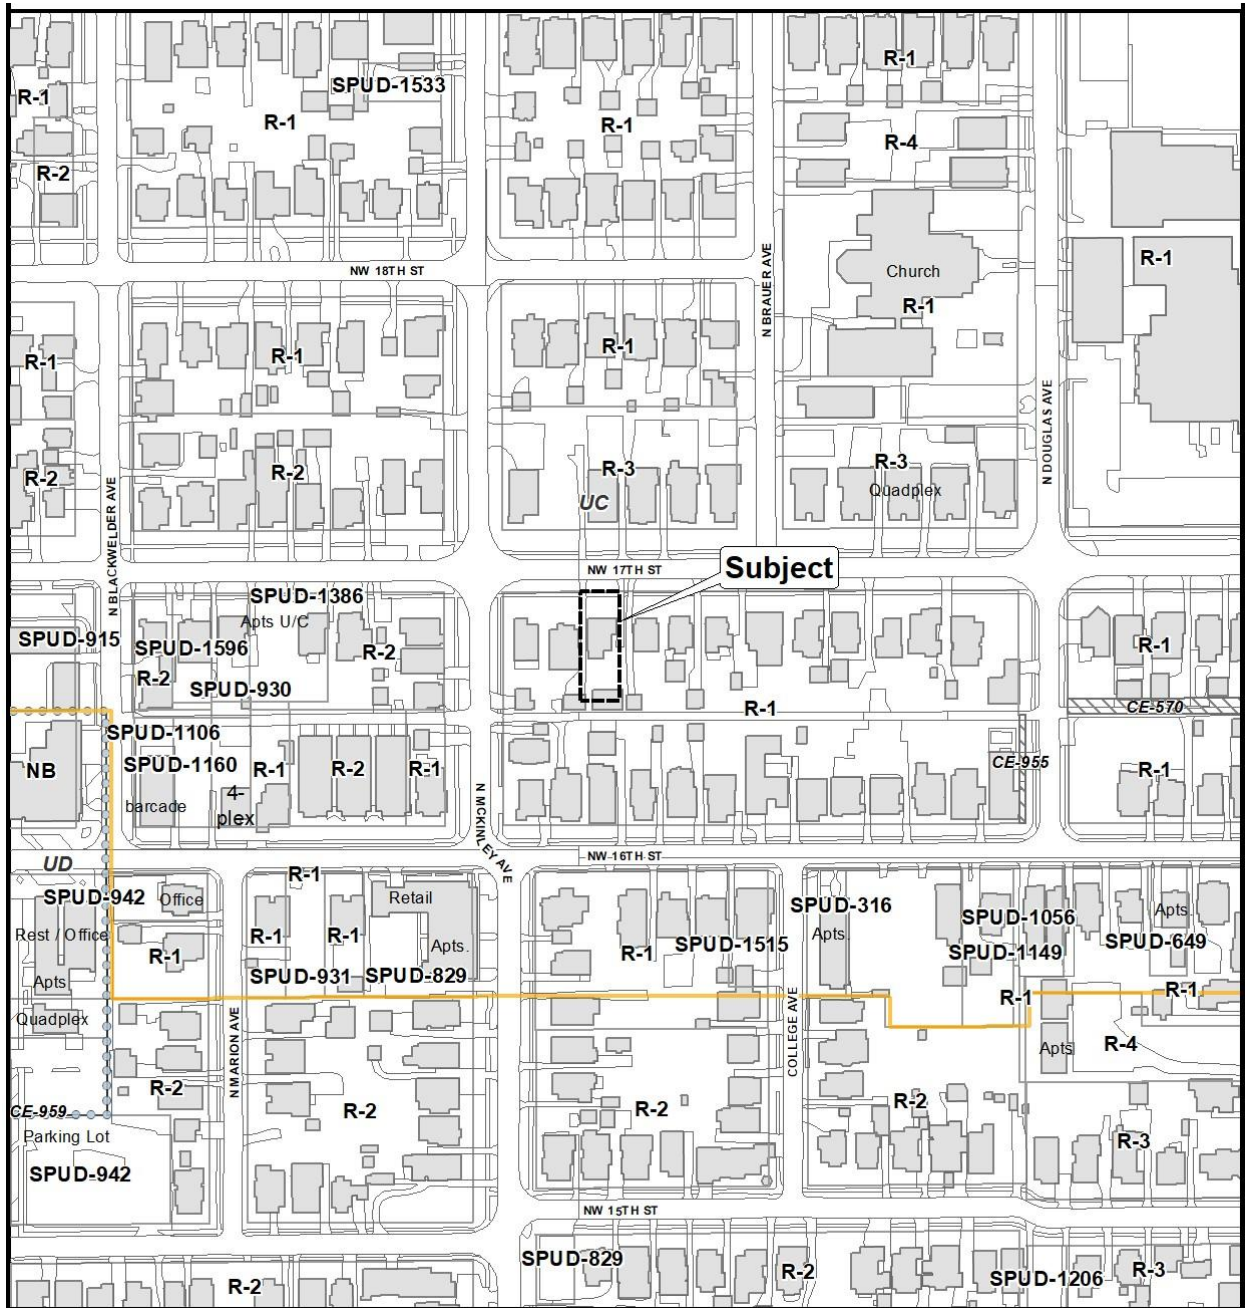 SPUD-1533
R-1
R-1
R-1
R-1
R-4
R-2
NW 18TH ST
N BRAUER AVE
Church
R-1
R-1
R-1
R-1
R-1
N DOUGLAS AVE
R-2
R-2
R-3
UC
R-3
Quadplex
N BLACKWELDER AVE
NW 17TH ST
Subject
SPUD-1386
Apts U/C
SPUD-915
SPUD-1596
R-2
R-2
SPUD-930
R-1
R-1
CE-570
SPUD-1106
NB
SPUD-1160
R-1
R-2
R-1
CE-955
R-1
barcade
4-
plex
N MCKINLEY AVE
NW 16TH ST
UD
R-1
SPUD-942
Office
Retail
SPUD-316
SPUD-1056
Apts.
Rest / Office
R-1
R-1
R-1
Apts.
R-1
SPUD-1515
Apts.
SPUD-1149
SPUD-649
Apts
SPUD-931
SPUD-829
R-1
R-1
Quadplex
N MARION AVE
COLLEGE AVE
Apts
R-4
R-2
R-2
R-2
R-2
CE-959
Parking Lot
R-3
SPUD-942
NW 15TH ST
SPUD-829
R-2
R-2
SPUD-1206
R-3